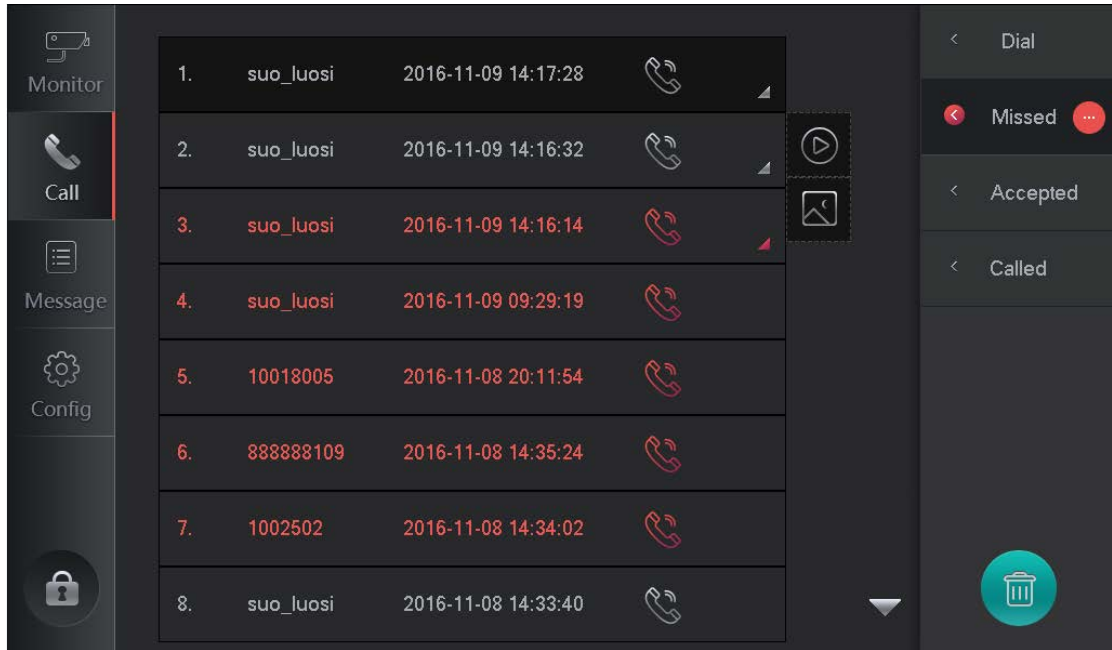 Monitor
Call
Message
Config
1. suo_luosi 2016-11-09 14:17:28
2. suo_luosi 2016-11-09 14:16:32
3. suo_luosi 2016-11-09 14:16:14
4. suo_luosi 2016-11-09 09:29:19
5. 10018005 2016-11-08 20:11:54
6. 888888109 2016-11-08 14:35:24
7. 1002502 2016-11-08 14:34:02
8. suo_luosi 2016-11-08 14:33:40
Dial
Missed ...
Accepted
Called